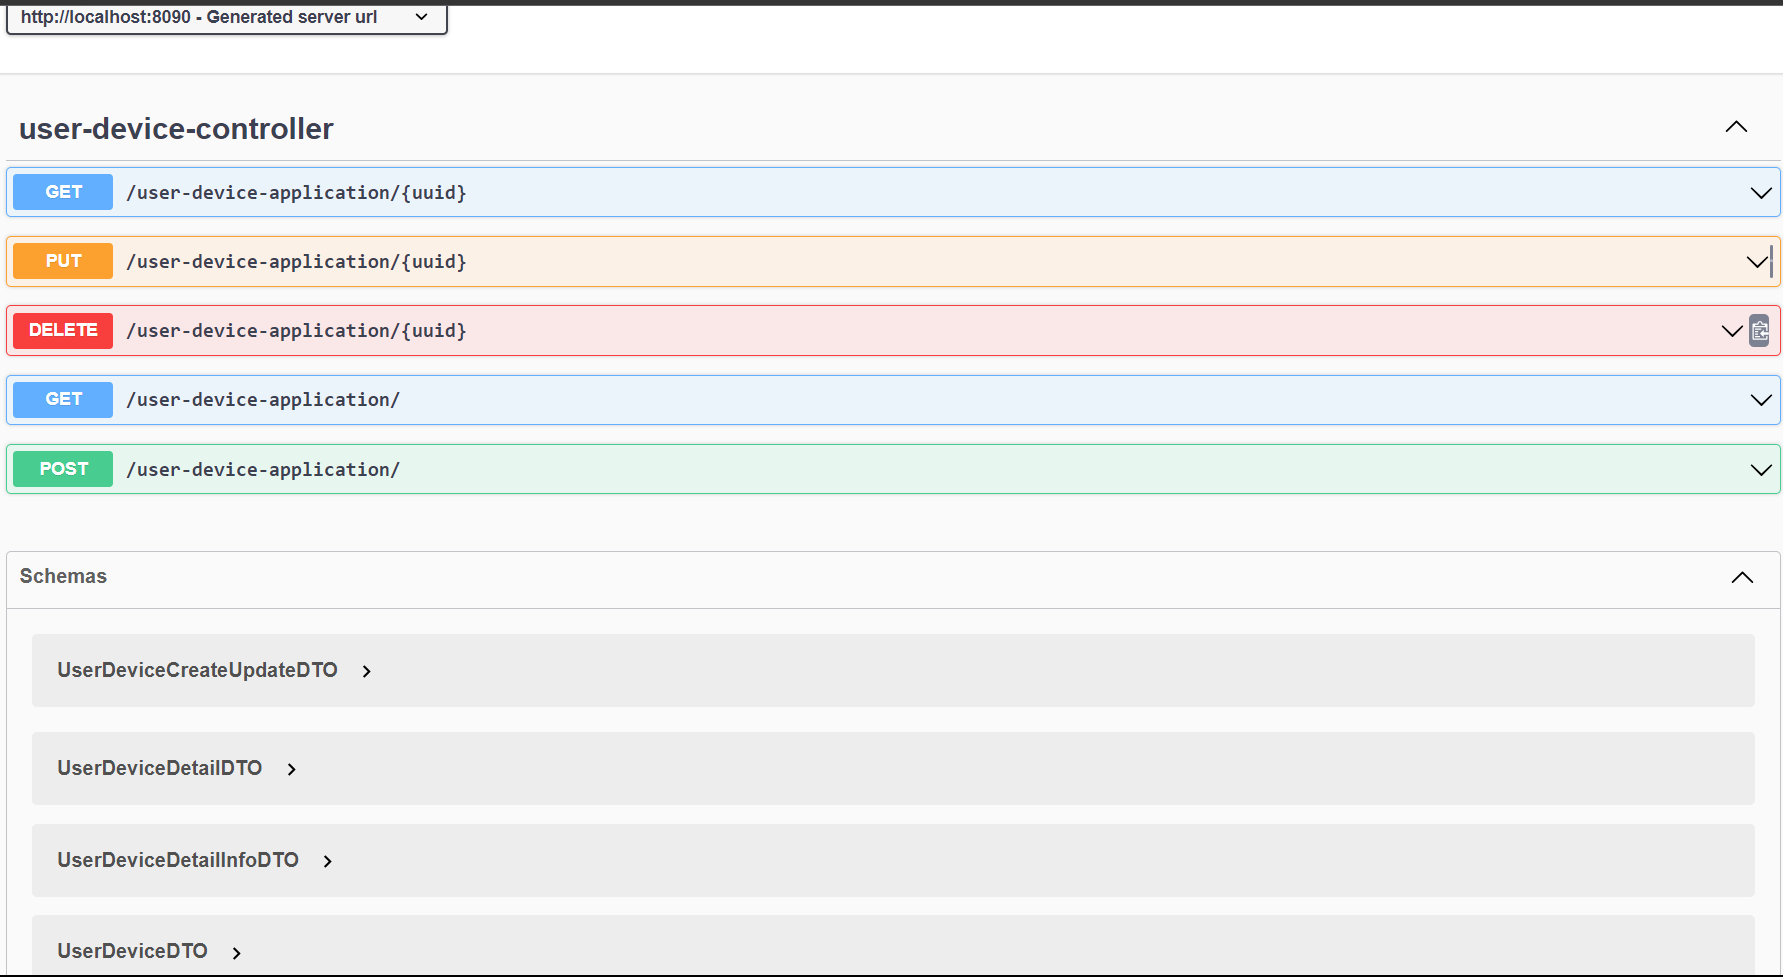 http://localhost:8090 - Generated server url
user-device-controller
GET /user-device-application/{uuid}
PUT /user-device-application/{uuid}
DELETE /user-device-application/{uuid}
GET /user-device-application/
POST /user-device-application/
Schemas
UserDeviceCreateUpdateDTO
UserDeviceDetailDTO
UserDeviceDetailInfoDTO
UserDeviceDTO